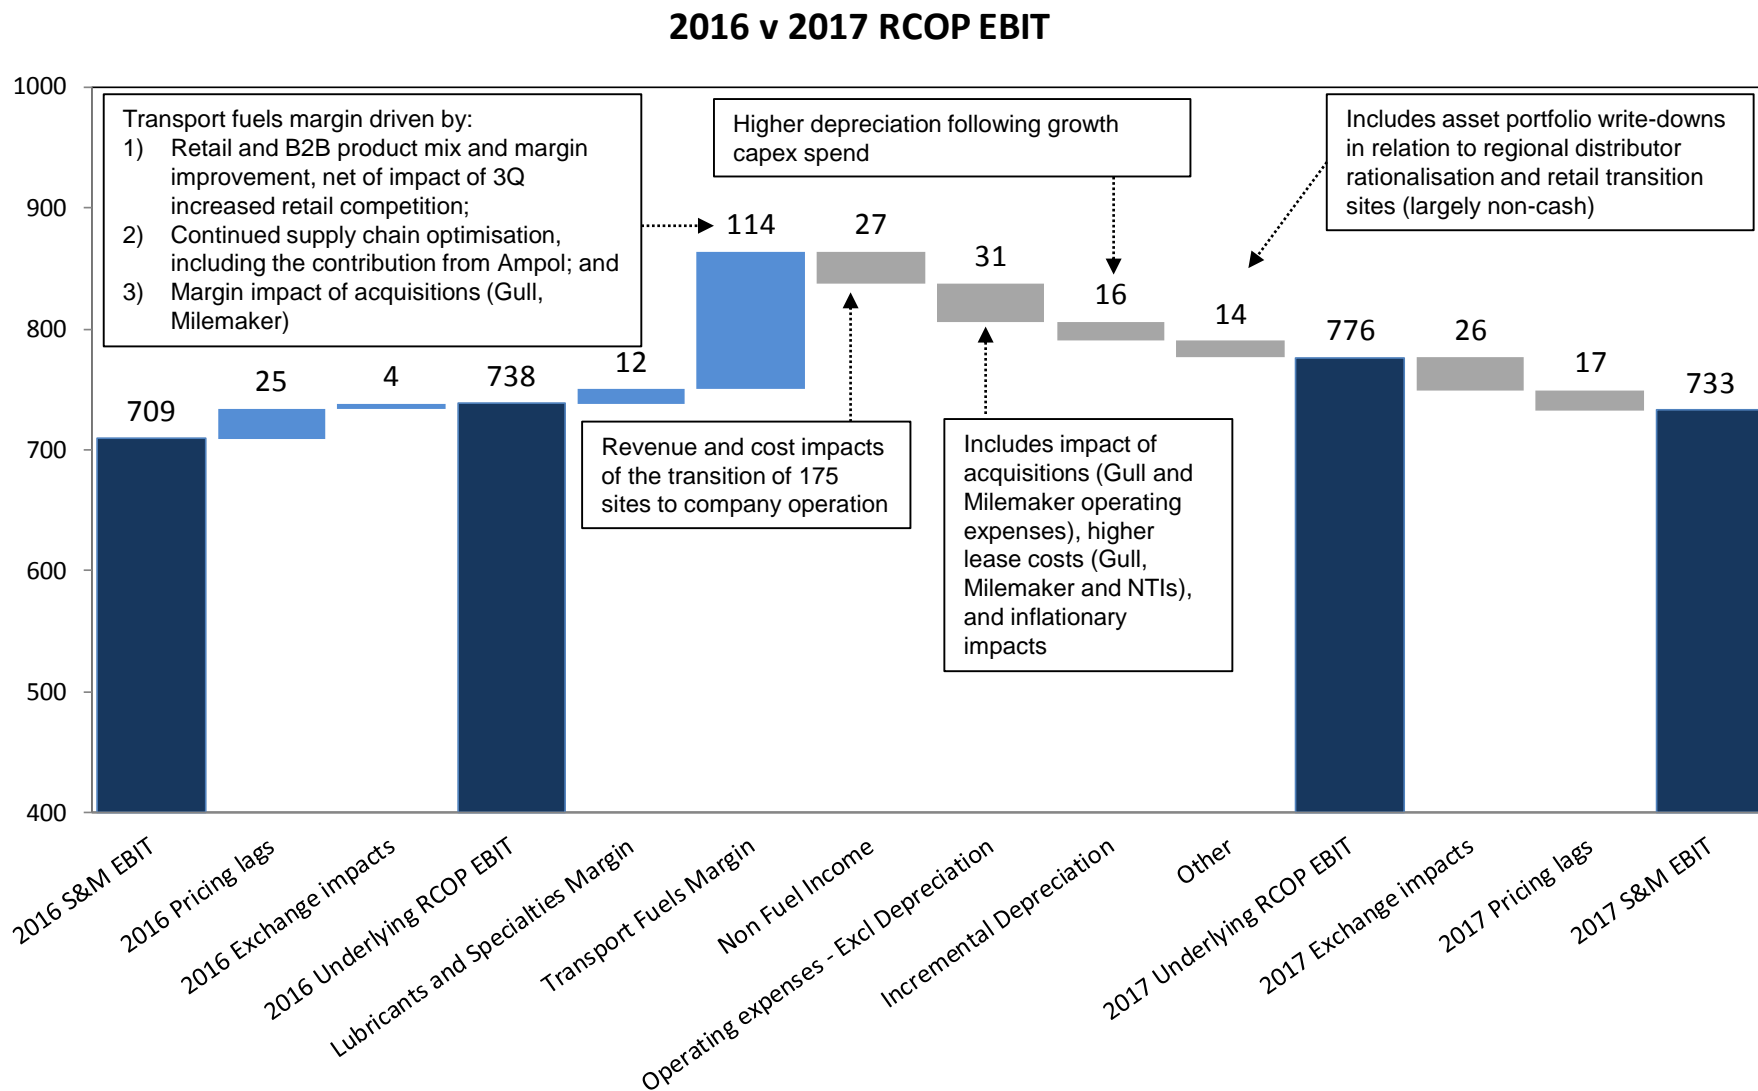 2016 v 2017 RCOP EBIT
1000
900
800
700
600
500
400
Transport fuels margin driven by:
1) Retail and B2B product mix and margin
improvement, net of impact of 3Q
increased retail competition;
2) Continued supply chain optimisation,
including the contribution from Ampol; and
3) Margin impact of acquisitions (Gull,
Milemaker)
Higher depreciation following growth
capex spend
Includes asset portfolio write-downs
in relation to regional distributor
rationalisation and retail transition
sites (largely non-cash)
709
25
4
738
12
114
27
31
16
14
776
26
17
733
Revenue and cost impacts
of the transition of 175
sites to company operation
Includes impact of
acquisitions (Gull and
Milemaker operating
expenses), higher
lease costs (Gull,
Milemaker and NTIs),
and inflationary
impacts
2016 S&M EBIT
2016 Pricing lags
2016 Exchange impacts
2016 Underlying RCOP EBIT
Lubricants and Specialties Margin
Transport Fuels Margin
Non Fuel Income
Operating expenses - Excl Depreciation
Incremental Depreciation
Other
2017 Underlying RCOP EBIT
2017 Exchange impacts
2017 Pricing lags
2017 S&M EBIT